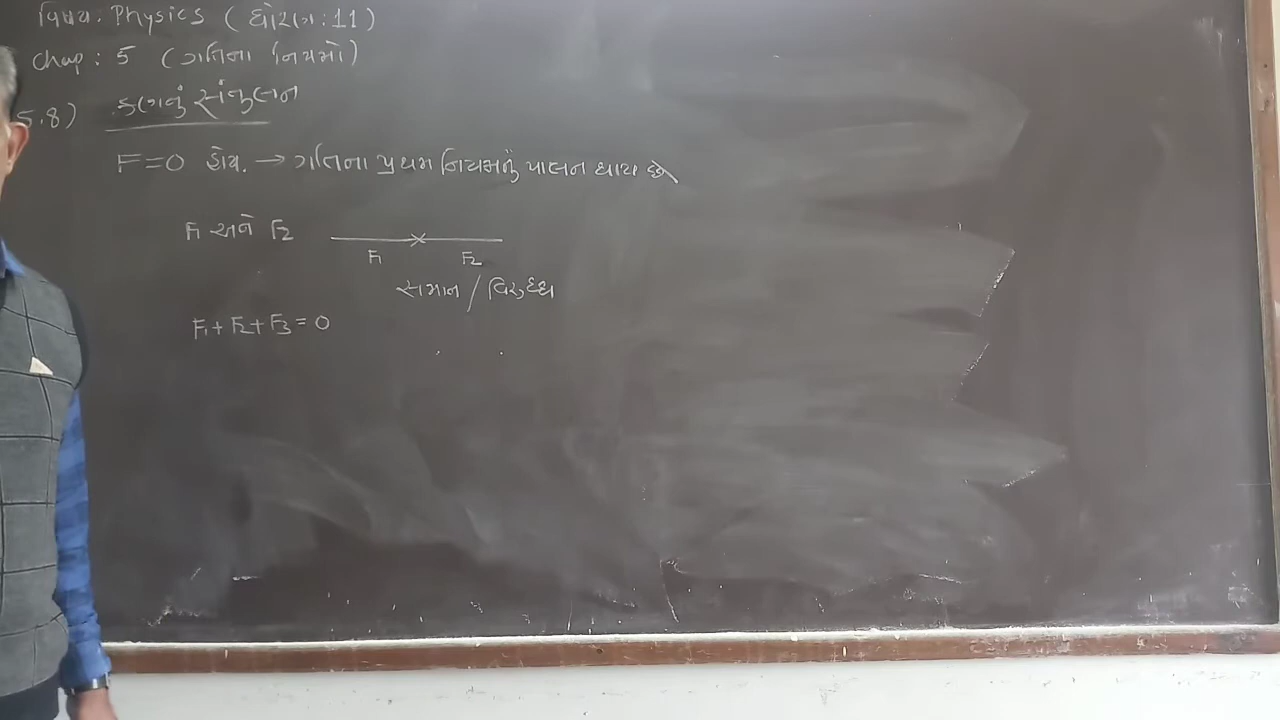 વિષય: Physics (ધોરણ: 11)
Chap: 5 (ગતિના નિયમો)
5.8) કણનું સંતુલન
F=0 હોય. → ગતિના પ્રથમ નિયમનું પાલન થાય છે
F1 અને F2
F1 F2
સમાન / વિરુધ્ધ
F1+F2+F3=0